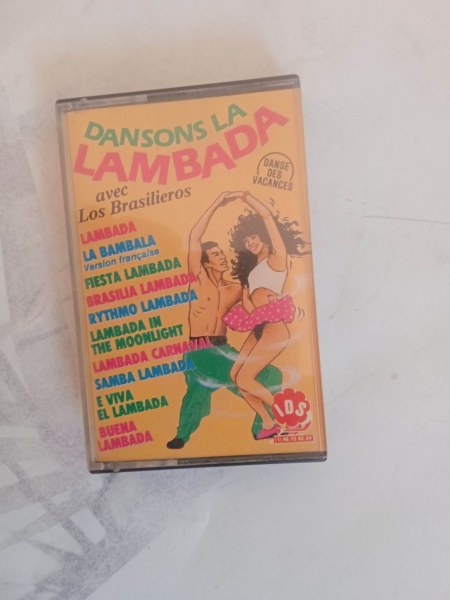 DANSONS LA
LAMBADA
avec
Los Brasilieros
DANSE
DES
VACANCES
LAMBADA
LA BAMBALA
Version française
FIESTA LAMBADA
BRASILIA LAMBADA
RYTHMO LAMBADA
LAMBADA IN
THE MOONLIGHT
LAMBADA CARNAVAL
SAMBA LAMBADA
E VIVA
EL LAMBADA
BUENA
LAMBADA
IDS